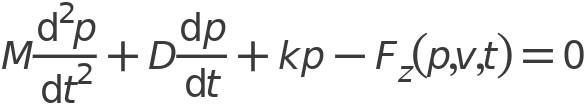 M d²p/dt² + D dp/dt + kp − F_z(p,v,t) = 0